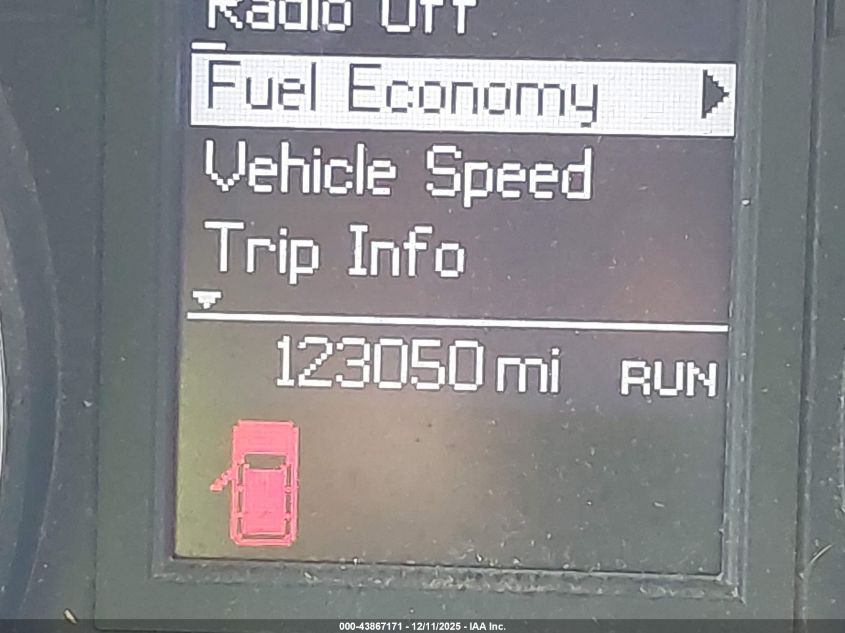 Radio Off
Fuel Economy
Vehicle Speed
Trip Info
123050 mi RUN
000-43867171 - 12/11/2025 - IAA Inc.